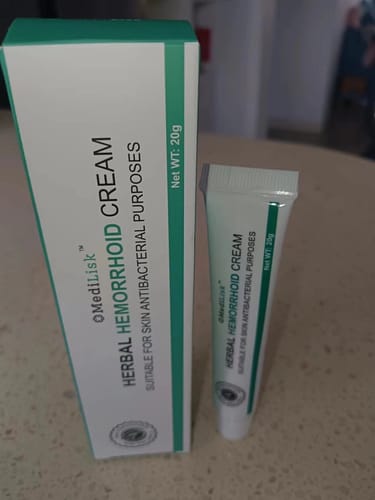 MediLisk™
HERBAL HEMORRHOID CREAM
SUITABLE FOR SKIN ANTIBACTERIAL PURPOSES
Net WT: 20g
MediLisk™
HERBAL HEMORRHOID CREAM
SUITABLE FOR SKIN ANTIBACTERIAL PURPOSES
Net WT: 20g